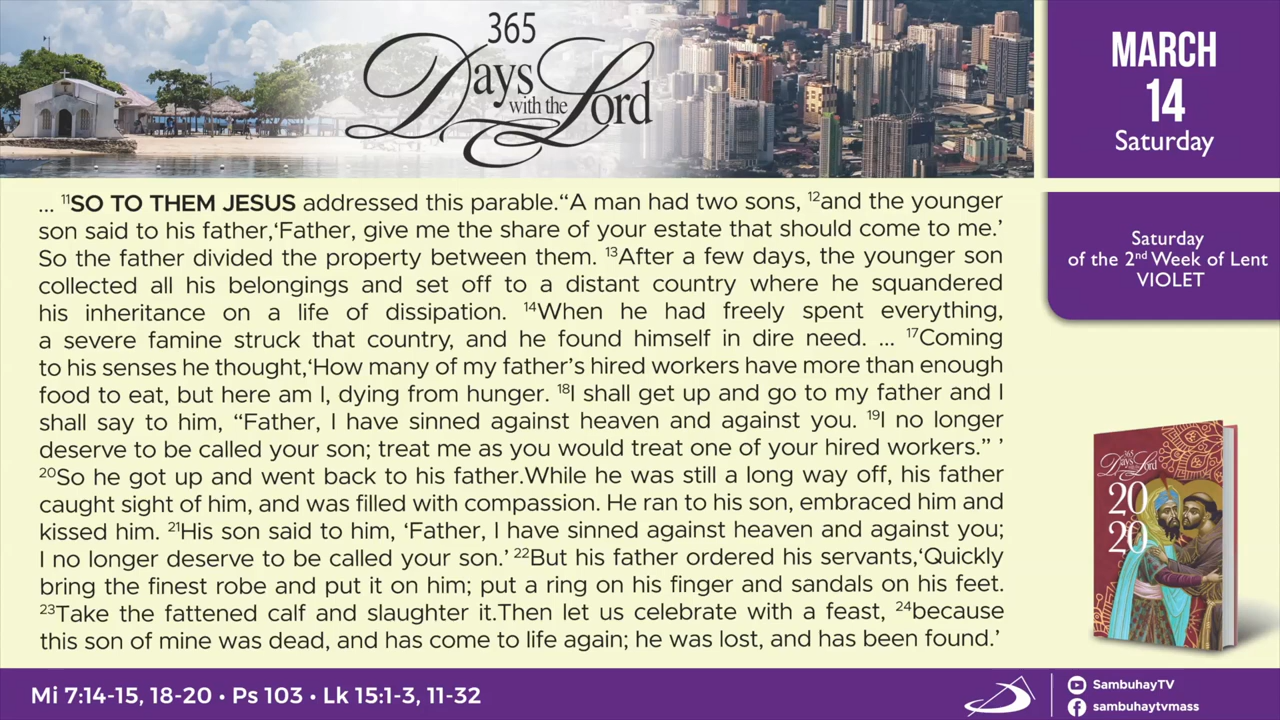 365
Days
with the
Lord
MARCH
14
Saturday
Saturday
of the 2nd Week of Lent
VIOLET
... 11SO TO THEM JESUS addressed this parable.“A man had two sons, 12and the younger
son said to his father,‘Father, give me the share of your estate that should come to me.’
So the father divided the property between them. 13After a few days, the younger son
collected all his belongings and set off to a distant country where he squandered
his inheritance on a life of dissipation. 14When he had freely spent everything,
a severe famine struck that country, and he found himself in dire need. ... 17Coming
to his senses he thought,‘How many of my father’s hired workers have more than enough
food to eat, but here am I, dying from hunger. 18I shall get up and go to my father and I
shall say to him, “Father, I have sinned against heaven and against you. 19I no longer
deserve to be called your son; treat me as you would treat one of your hired workers.” ’
20So he got up and went back to his father.While he was still a long way off, his father
caught sight of him, and was filled with compassion. He ran to his son, embraced him and
kissed him. 21His son said to him, ‘Father, I have sinned against heaven and against you;
I no longer deserve to be called your son.’ 22But his father ordered his servants,‘Quickly
bring the finest robe and put it on him; put a ring on his finger and sandals on his feet.
23Take the fattened calf and slaughter it.Then let us celebrate with a feast, 24because
this son of mine was dead, and has come to life again; he was lost, and has been found.’
365
Days
with the
Lord
20
20
Mi 7:14-15, 18-20 • Ps 103 • Lk 15:1-3, 11-32
SambuhayTV
sambuhaytvmass